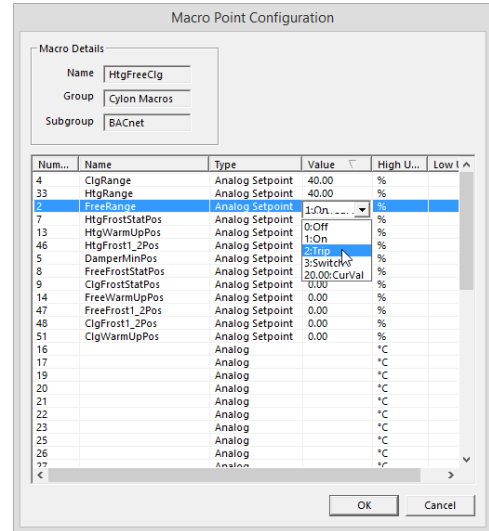 Macro Point Configuration
Macro Details
Name HtgFreeClg
Group Cylon Macros
Subgroup BACnet
Num... Name Type Value High U... Low
4 ClgRange Analog Setpoint 40.00 %
33 HtgRange Analog Setpoint 40.00 %
2 FreeRange Analog Setpoint 1:On %
7 HtgFrostStatPos Analog Setpoint 0:Off %
13 HtgWarmUpPos Analog Setpoint 1:On %
46 HtgFrost1_2Pos Analog Setpoint 2:Trip %
5 DamperMinPos Analog Setpoint 3:Switch %
8 FreeFrostStatPos Analog Setpoint 20.00:CurVal %
9 ClgFrostStatPos Analog Setpoint 0.00 %
14 FreeWarmUpPos Analog Setpoint 0.00 %
47 FreeFrost1_2Pos Analog Setpoint 0.00 %
48 ClgFrost1_2Pos Analog Setpoint 0.00 %
51 ClgWarmUpPos Analog Setpoint 0.00 %
16 Analog °C
17 Analog °C
19 Analog °C
20 Analog °C
21 Analog °C
22 Analog °C
23 Analog °C
25 Analog °C
26 Analog °C
27 Analog °C
OK Cancel